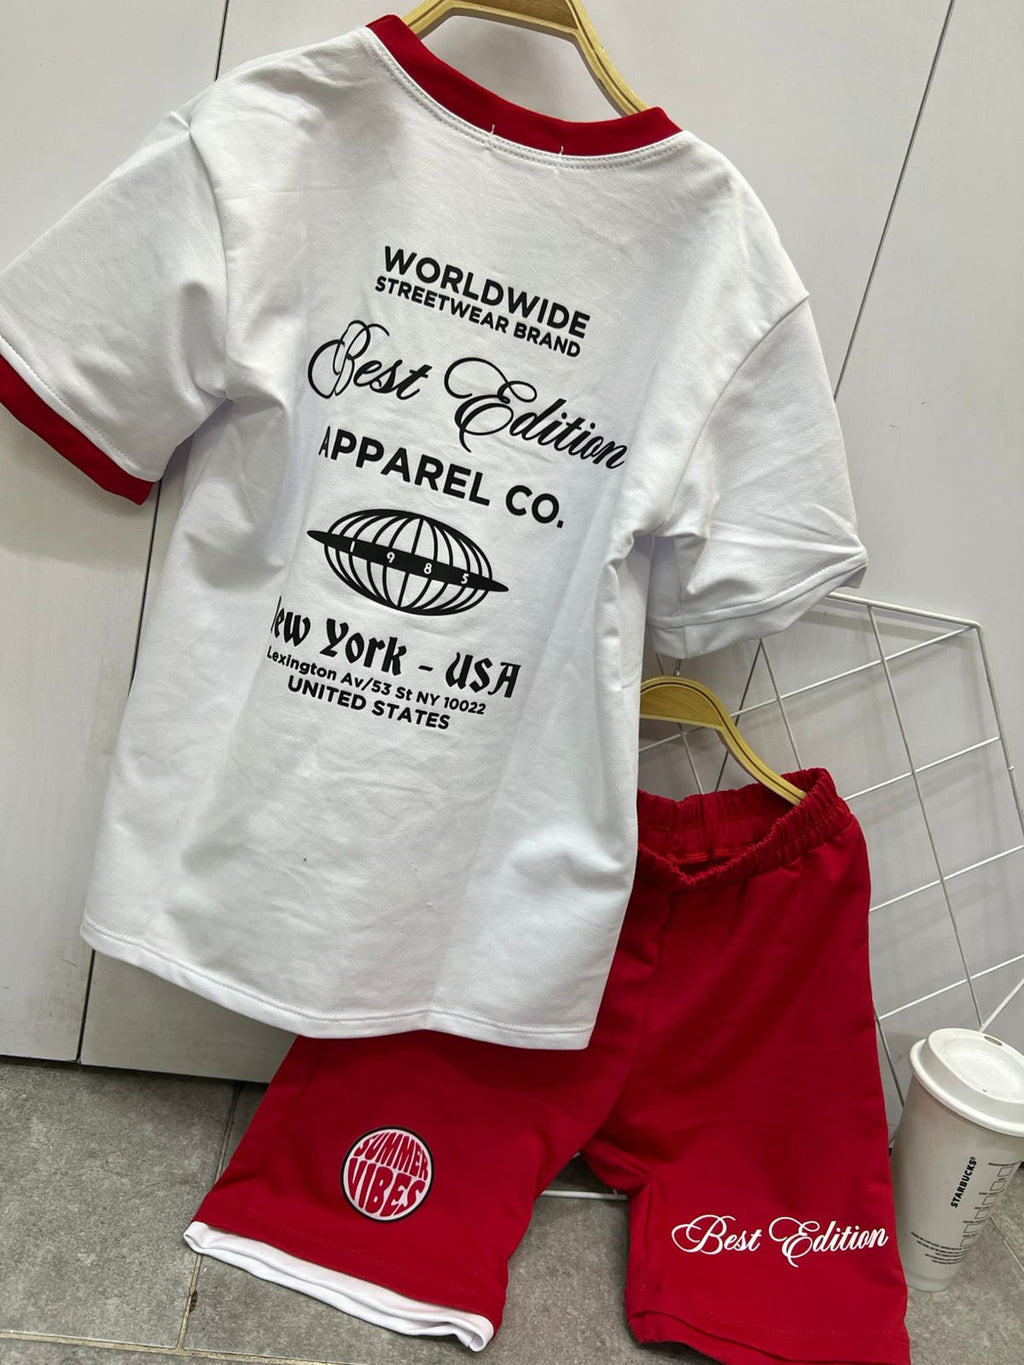 WORLDWIDE
STREETWEAR BRAND
Best Edition
APPAREL CO.
1985
New York - USA
Lexington Av/53 St NY 10022
UNITED STATES
SUMMER
VIBES
Best Edition
STARBUCKS